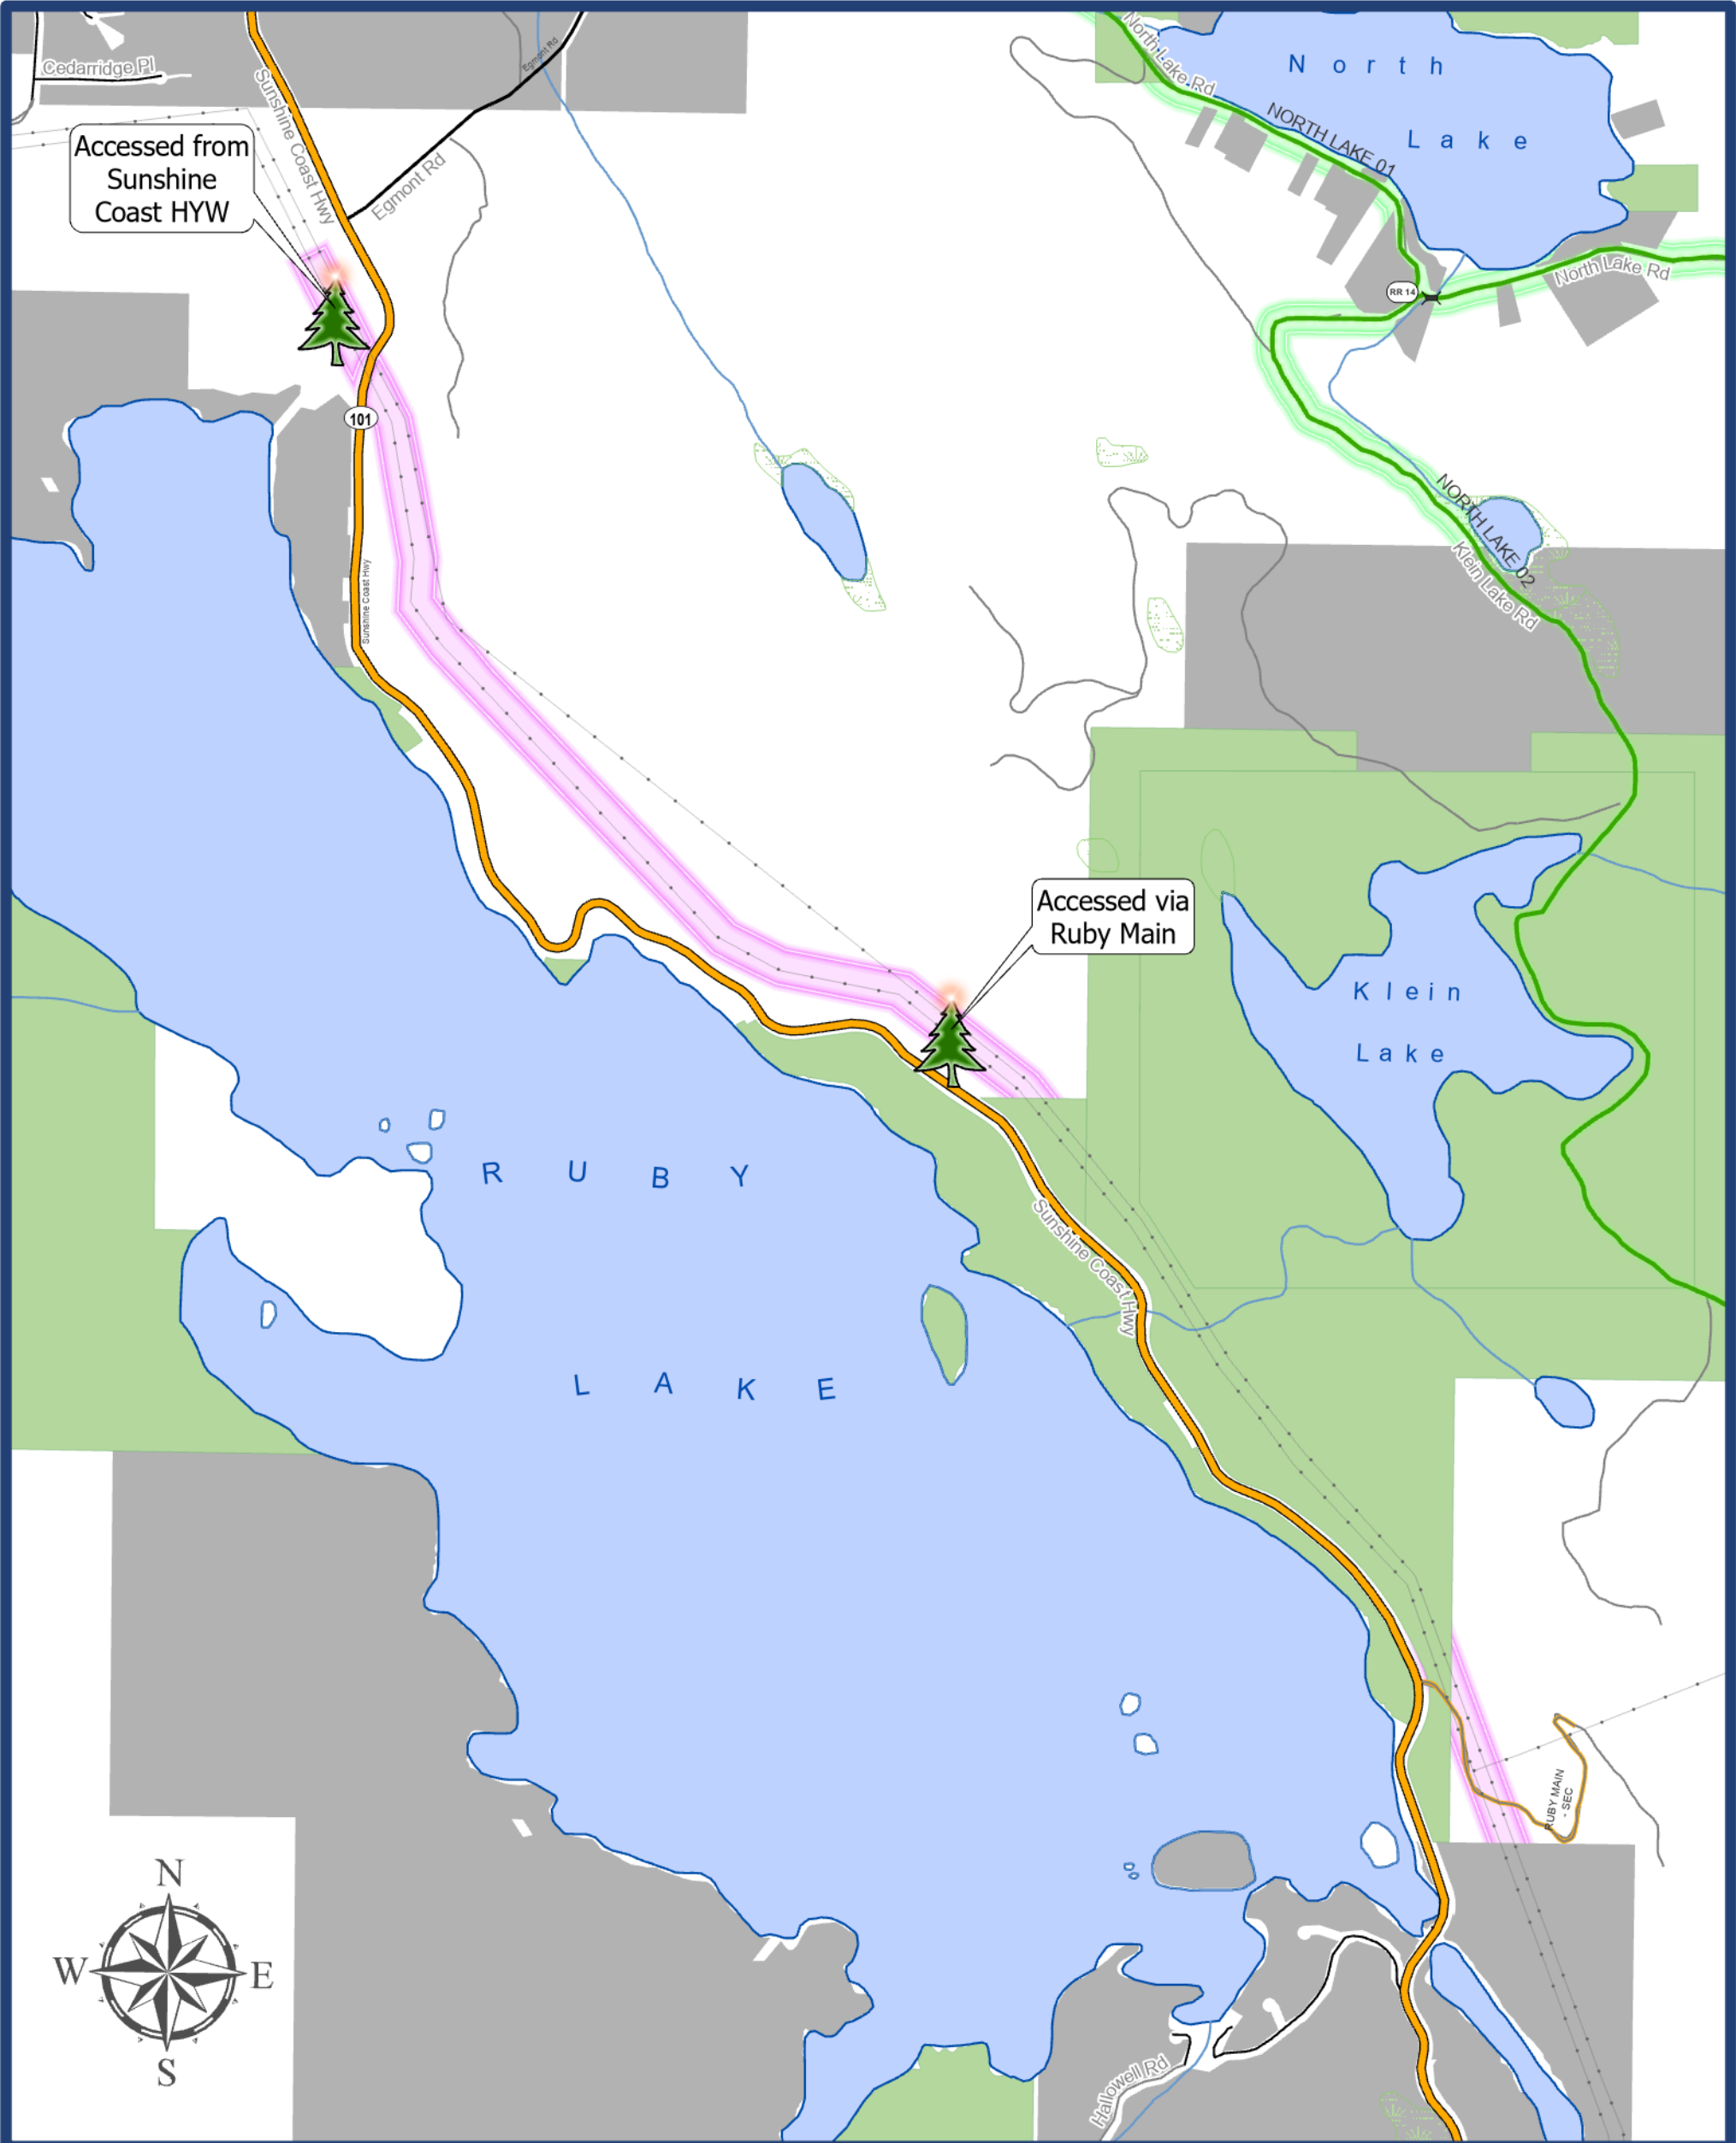 North
Lake
North Lake Rd
NORTH LAKE 01
Cedarridge Pl
Egmont Rd
Sunshine Coast Hwy
Accessed from
Sunshine
Coast HYW
Egmont Rd
North Lake Rd
RR 14
101
NORTH LAKE 02
Klein Lake Rd
Sunshine Coast Hwy
Accessed via
Ruby Main
Klein
Lake
RUBY
Sunshine Coast Hwy
LAKE
RUBY MAIN
- SEC
N
W
E
S
Hallowell Rd